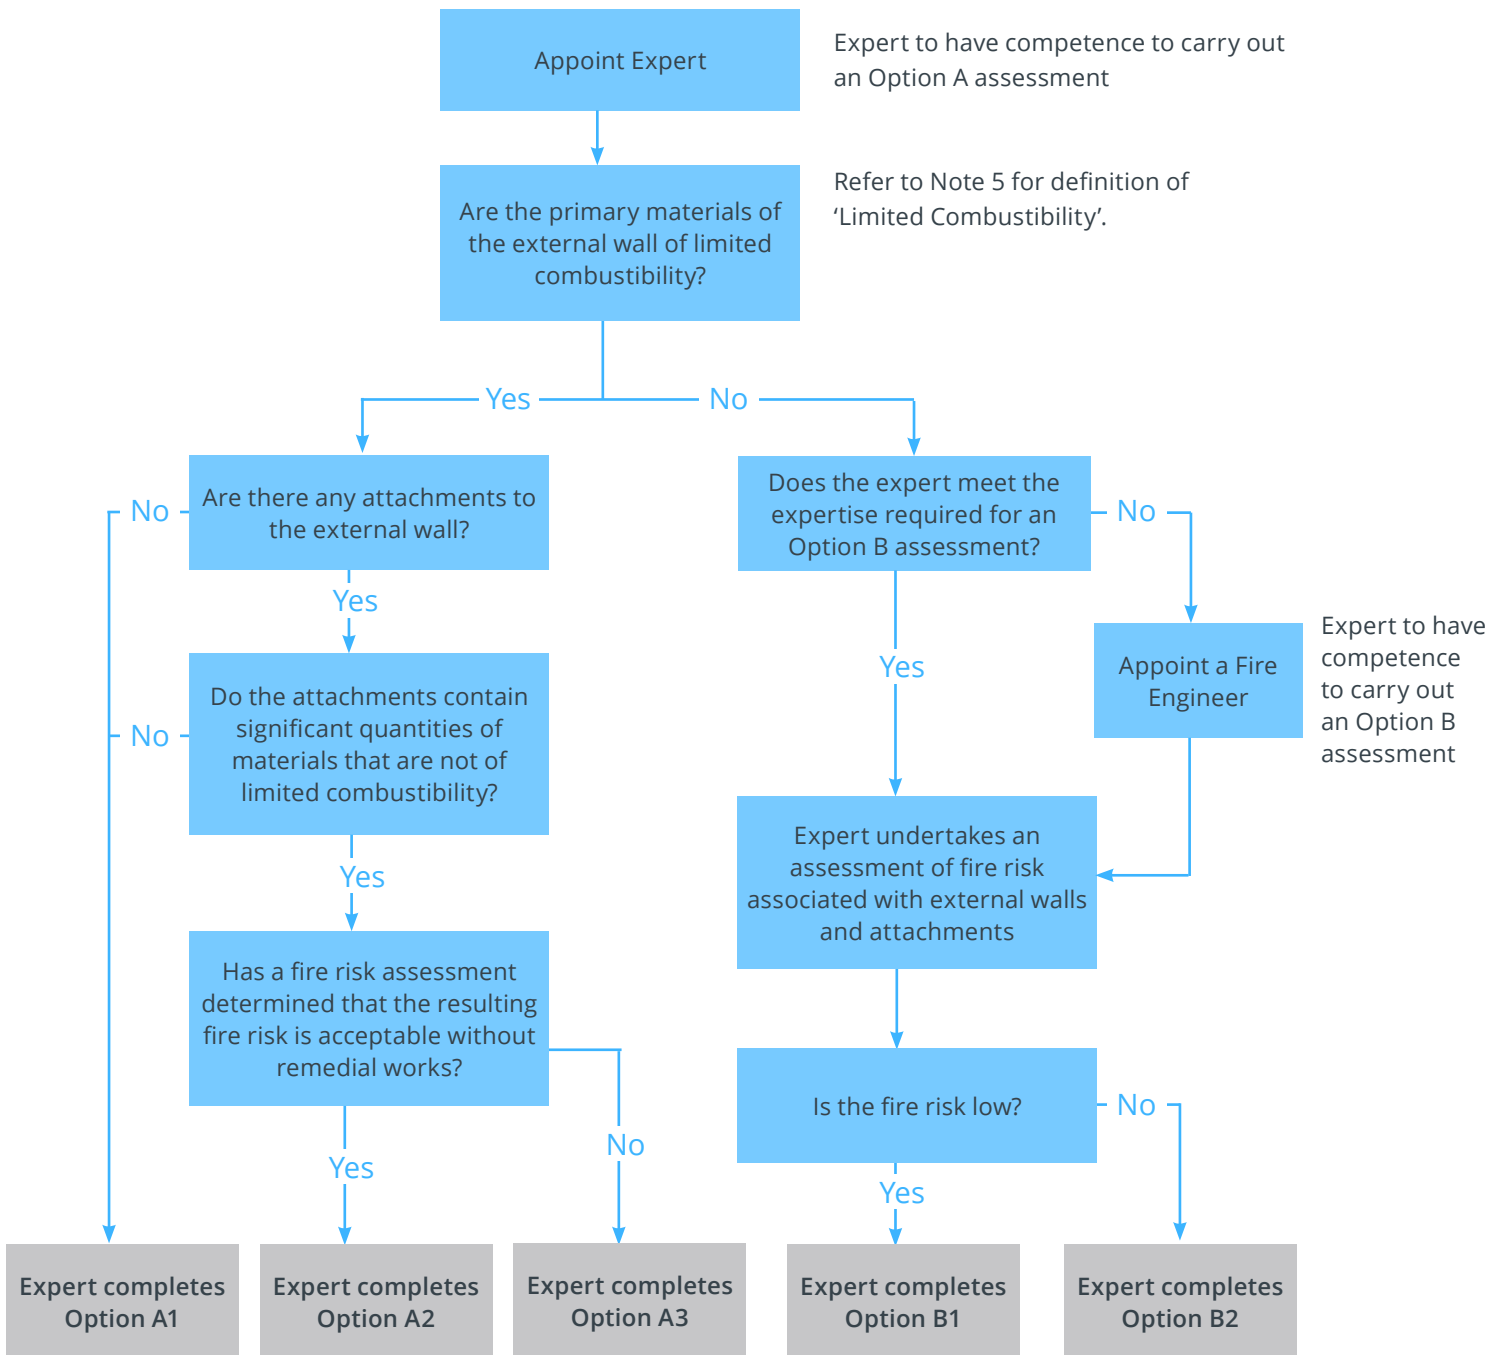 Appoint Expert
Expert to have competence to carry out
an Option A assessment
Are the primary materials of
the external wall of limited
combustibility?
Refer to Note 5 for definition of
‘Limited Combustibility’.
Yes
No
Are there any attachments to
the external wall?
No
Yes
Does the expert meet the
expertise required for an
Option B assessment?
No
Yes
Appoint a Fire
Engineer
Expert to have
competence
to carry out
an Option B
assessment
Do the attachments contain
significant quantities of
materials that are not of
limited combustibility?
No
Yes
Expert undertakes an
assessment of fire risk
associated with external walls
and attachments
Has a fire risk assessment
determined that the resulting
fire risk is acceptable without
remedial works?
Yes
No
Is the fire risk low?
No
Yes
Expert completes
Option A1
Expert completes
Option A2
Expert completes
Option A3
Expert completes
Option B1
Expert completes
Option B2